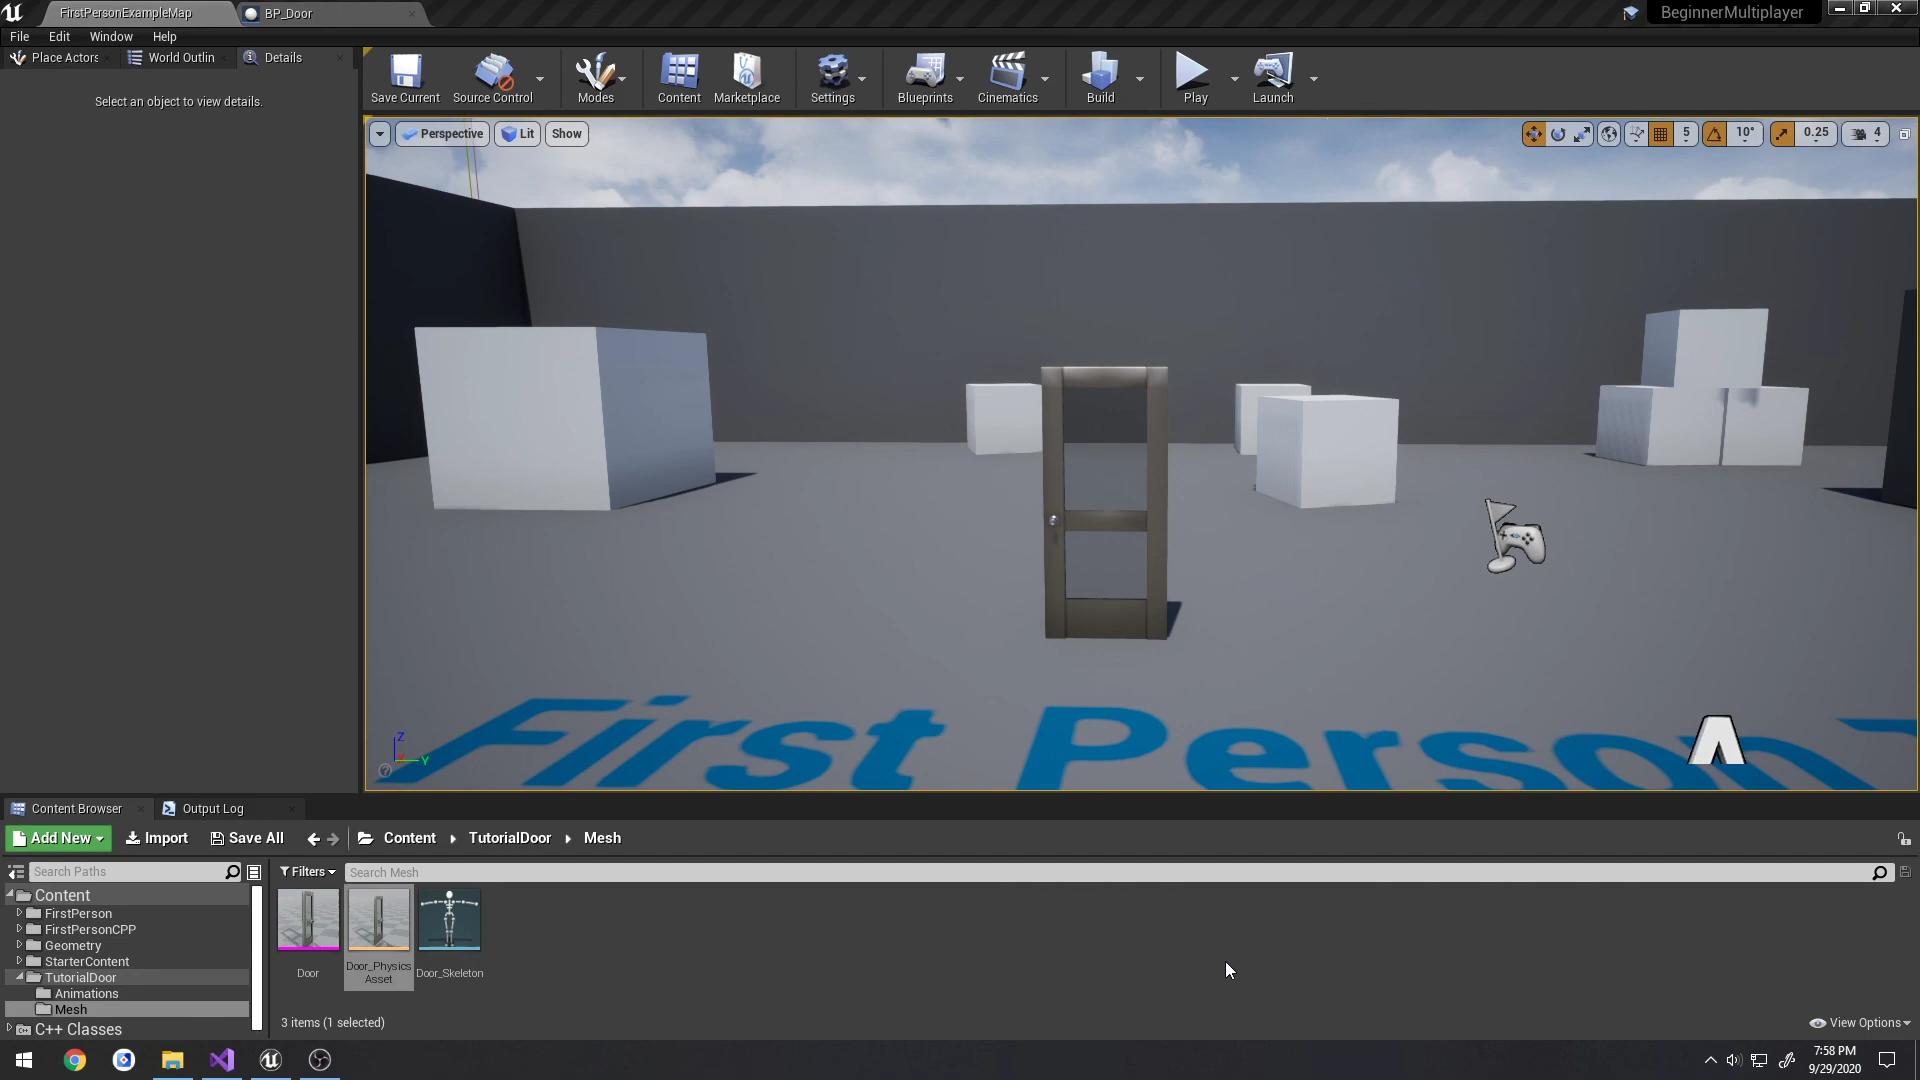 FirstPersonExampleMap
BP_Door
BeginnerMultiplayer
File Edit Window Help
Place Actors
World Outlin
Details
Select an object to view details.
Save Current
Source Control
Modes
Content
Marketplace
Settings
Blueprints
Cinematics
Build
Play
Launch
Perspective
Lit
Show
5
10°
0.25
4
First Person
Z
Y
Content Browser
Output Log
Add New
Import
Save All
Content
TutorialDoor
Mesh
Search Paths
Filters
Search Mesh
Content
FirstPerson
FirstPersonCPP
Geometry
StarterContent
TutorialDoor
Animations
Mesh
C++ Classes
Door
Door_Physics
Asset
Door_Skeleton
3 items (1 selected)
View Options
7:58 PM
9/29/2020